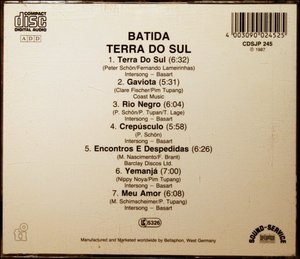 COMPACT
disc
DIGITAL AUDIO
ADD
4 003090 024525
CDSJP 245
℗ 1987
BATIDA
TERRA DO SUL
1. Terra Do Sul (6:32)
(Peter Schön/Fernando Lameirinhas)
Intersong – Basart
2. Gaviota (5:31)
(Clare Fischer/Pim Tupang)
Coast Music
3. Rio Negro (6:04)
(P. Schön/P. Tupan/T. Lage)
Intersong – Basart
4. Crepúsculo (5:58)
(P. Schön)
Intersong – Basart
5. Encontros E Despedidas (6:26)
(M. Nascimento/F. Brant)
Barclay Discos Ltd.
6. Yemanjá (7:00)
(Nippy Noya/Pim Tupang)
Intersong – Basart
7. Meu Amor (6:08)
(M. Schimscheimer/P. Tupang)
Intersong – Basart
5326
SOUND-SERVICE
Manufactured and Marketed worldwide by Bellaphon, West Germany